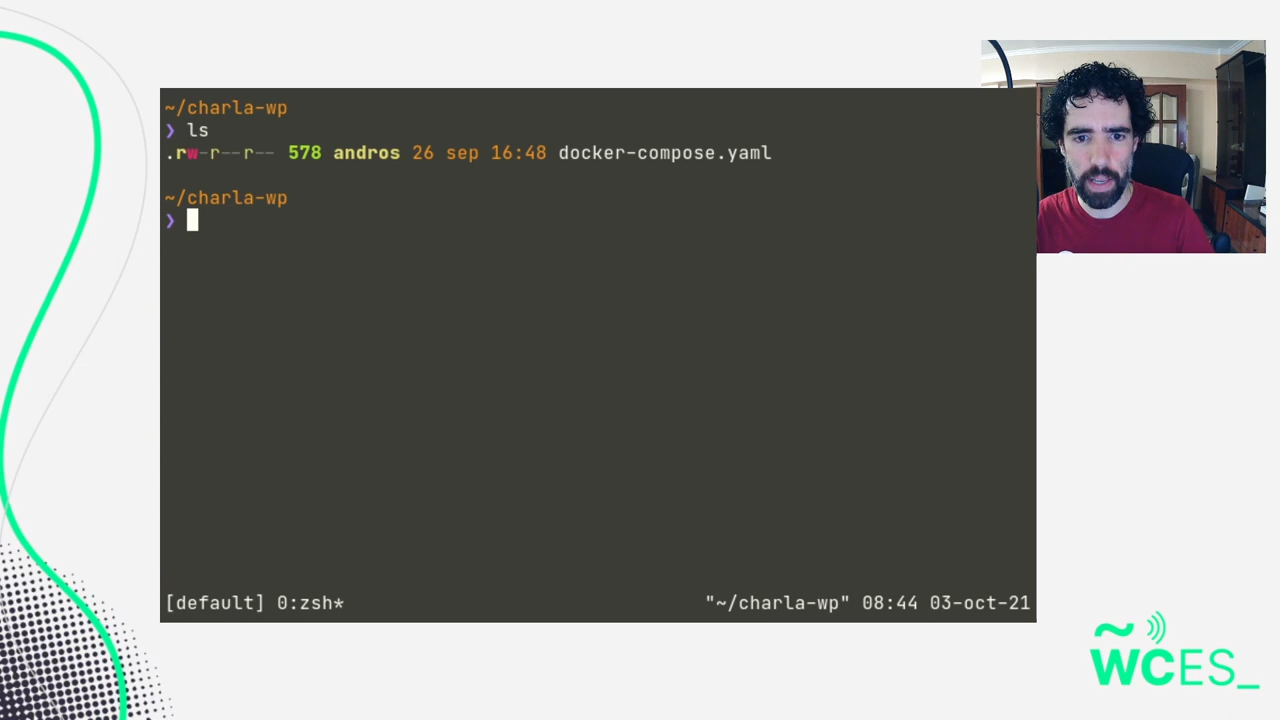 ~/charla-wp
❯ ls
.rw-r--r-- 578 andros 26 sep 16:48 docker-compose.yaml
~/charla-wp
❯
[default] 0:zsh* "~/charla-wp" 08:44 03-oct-21
~
WCES_